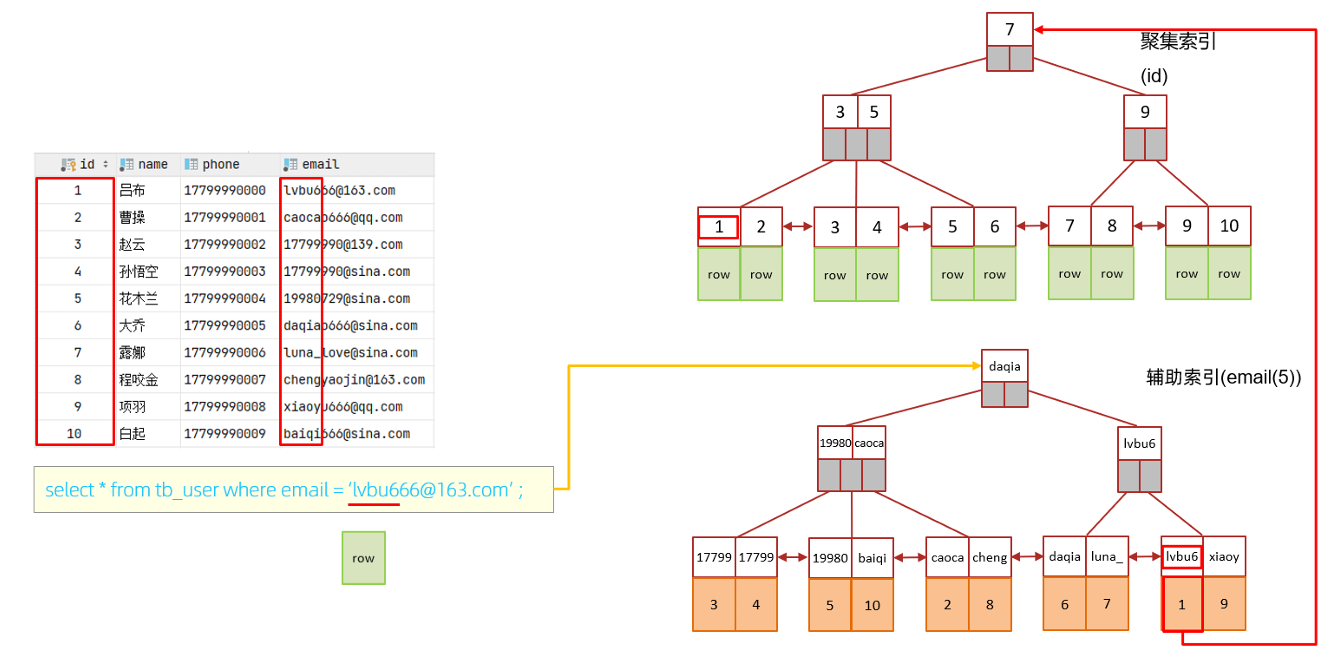 id name phone email
1 吕布 17799990000 lvbu666@163.com
2 曹操 17799990001 caocao666@qq.com
3 赵云 17799990002 17799990@139.com
4 孙悟空 17799990003 17799990@sina.com
5 花木兰 17799990004 19980729@sina.com
6 大乔 17799990005 daqiao666@sina.com
7 露娜 17799990006 luna_love@sina.com
8 程咬金 17799990007 chengyaojin@163.com
9 项羽 17799990008 xiaoyu666@qq.com
10 白起 17799990009 baiqi666@sina.com
select * from tb_user where email = 'lvbu666@163.com' ;
row
7
聚集索引
(id)
3 5
9
1 2 3 4 5 6 7 8 9 10
row row row row row row row row row row
daqia
辅助索引(email(5))
19980 caoca
lvbu6
17799 17799 19980 baiqi caoca cheng daqia luna_ lvbu6 xiaoy
3 4 5 10 2 8 6 7 1 9